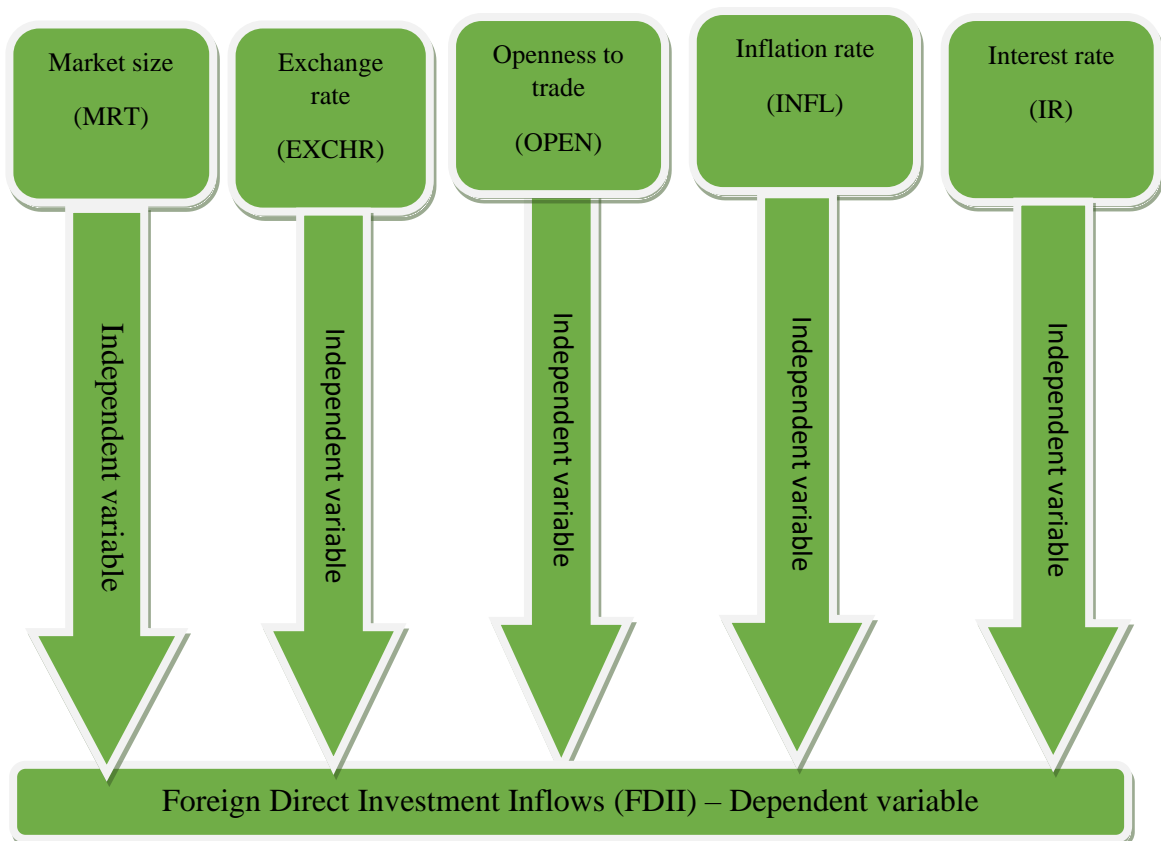 Market size
(MRT)
Exchange
rate
(EXCHR)
Openness to
trade
(OPEN)
Inflation rate
(INFL)
Interest rate
(IR)
Independent variable
Independent variable
Independent variable
Independent variable
Independent variable
Foreign Direct Investment Inflows (FDII) – Dependent variable